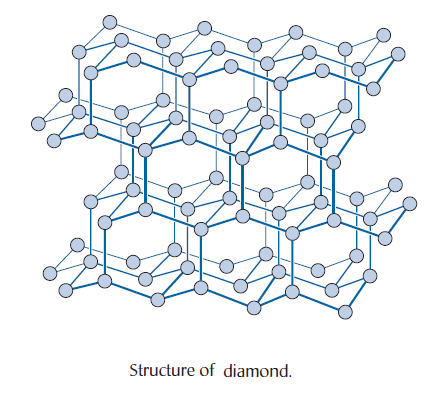 Structure of diamond.